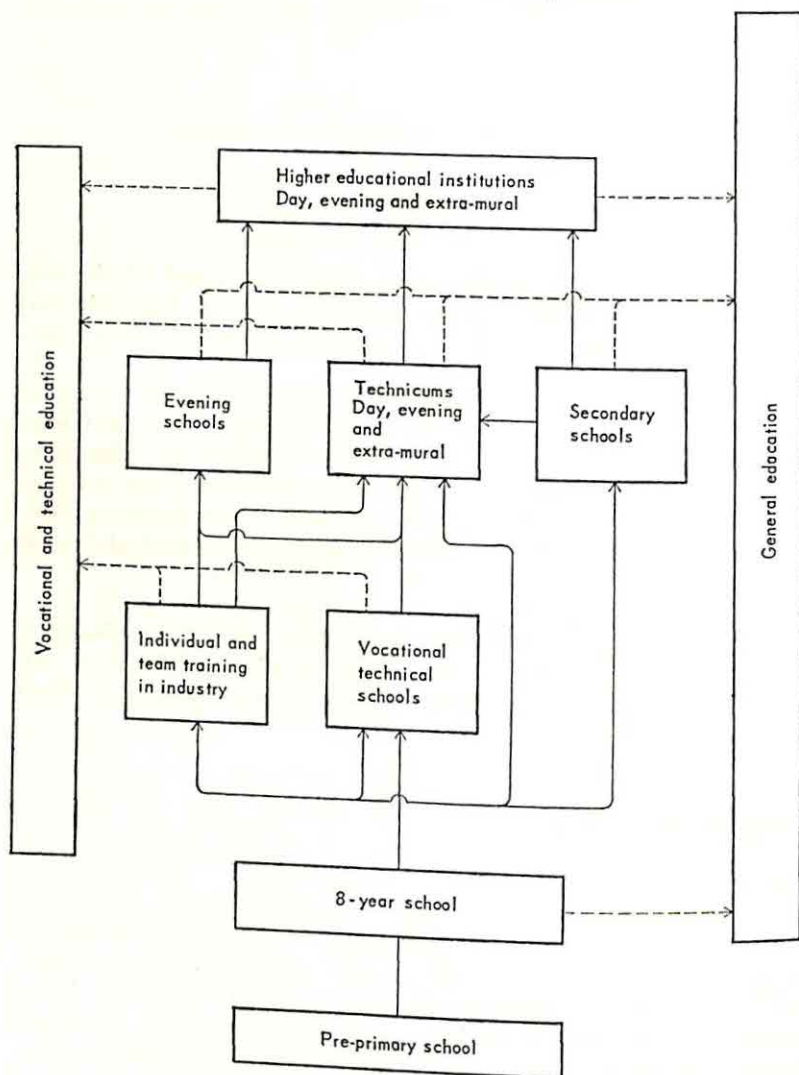 Higher educational institutions
Day, evening and extra-mural
Vocational and technical education
General edacation
Evening
schools
Technicums
Day, evening
and
extra-mural
Secondary
schools
Individual and
team training
in industry
Vocational
technical
schools
8-year school
Pre-primary school